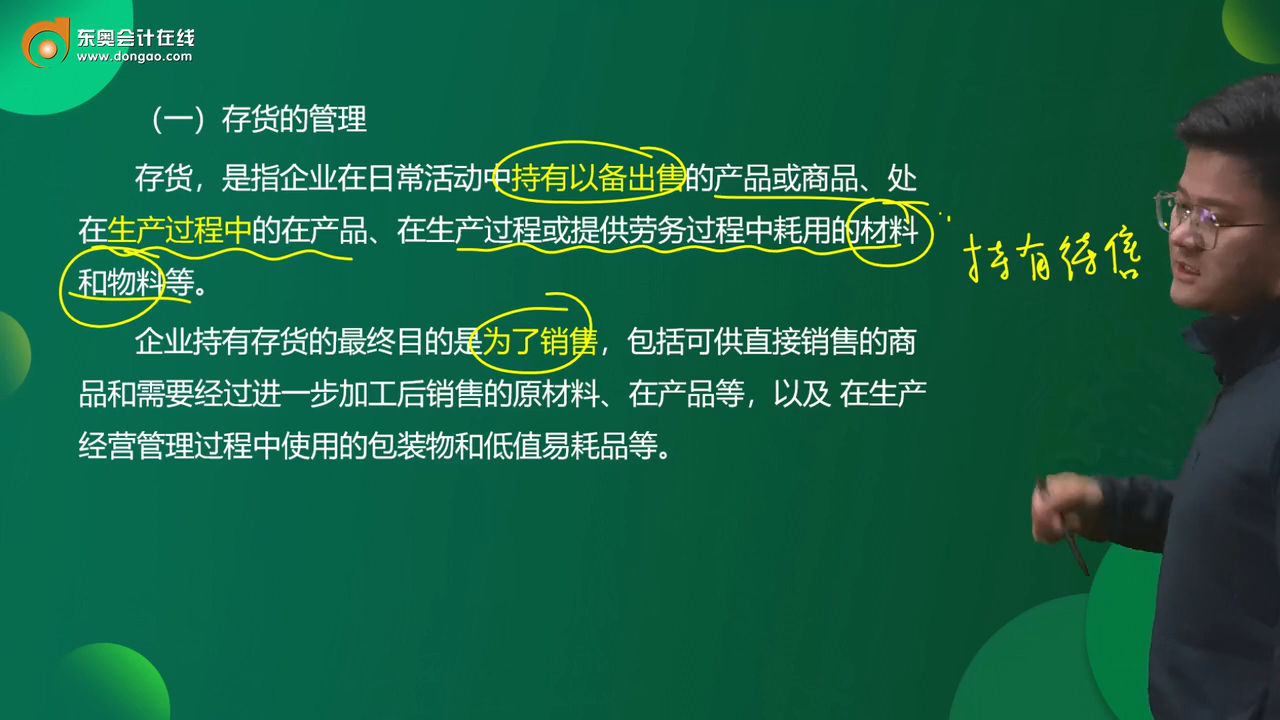 东奥会计在线
www.dongao.com
（一）存货的管理
存货，是指企业在日常活动中持有以备出售的产品或商品、处
在生产过程中的在产品、在生产过程或提供劳务过程中耗用的材料
和物料等。
持有待售
企业持有存货的最终目的是为了销售，包括可供直接销售的商
品和需要经过进一步加工后销售的原材料、在产品等，以及 在生产
经营管理过程中使用的包装物和低值易耗品等。